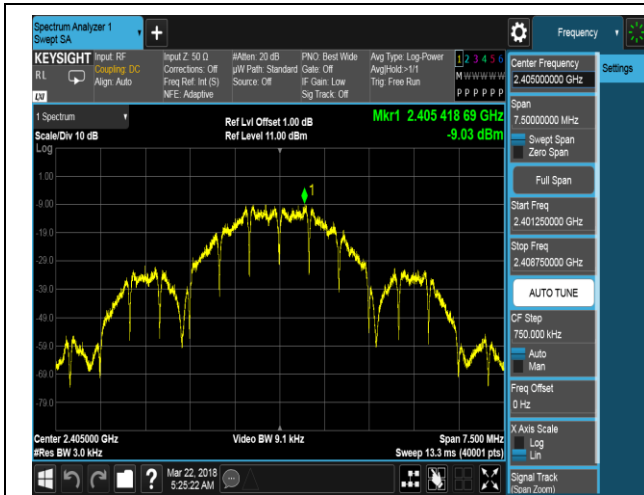 Spectrum Analyzer 1
Swept SA
+
Frequency
KEYSIGHT
RL
LXI
Input: RF
Coupling: DC
Align: Auto
Input Z: 50 Ω
Corrections: Off
Freq Ref: Int (S)
NFE: Adaptive
#Atten: 20 dB
µW Path: Standard
Source: Off
PNO: Best Wide
Gate: Off
IF Gain: Low
Sig Track: Off
Avg Type: Log-Power
Avg|Hold:>1/1
Trig: Free Run
1 2 3 4 5 6
M W W W W W
P P P P P P
Center Frequency
2.405000000 GHz
Settings
Span
7.50000000 MHz
Swept Span
Zero Span
Full Span
Start Freq
2.401250000 GHz
Stop Freq
2.408750000 GHz
AUTO TUNE
CF Step
750.000 kHz
Auto
Man
Freq Offset
0 Hz
X Axis Scale
Log
Lin
Signal Track
(Span Zoom)
1 Spectrum
Scale/Div 10 dB
Ref Lvl Offset 1.00 dB
Ref Level 11.00 dBm
Mkr1 2.405 418 69 GHz
-9.03 dBm
Log
1
1.00
-9.00
-19.0
-29.0
-39.0
-49.0
-59.0
-69.0
-79.0
Center 2.405000 GHz
#Res BW 3.0 kHz
Video BW 9.1 kHz
Span 7.500 MHz
Sweep 13.3 ms (40001 pts)
?
Mar 22, 2018
5:25:22 AM